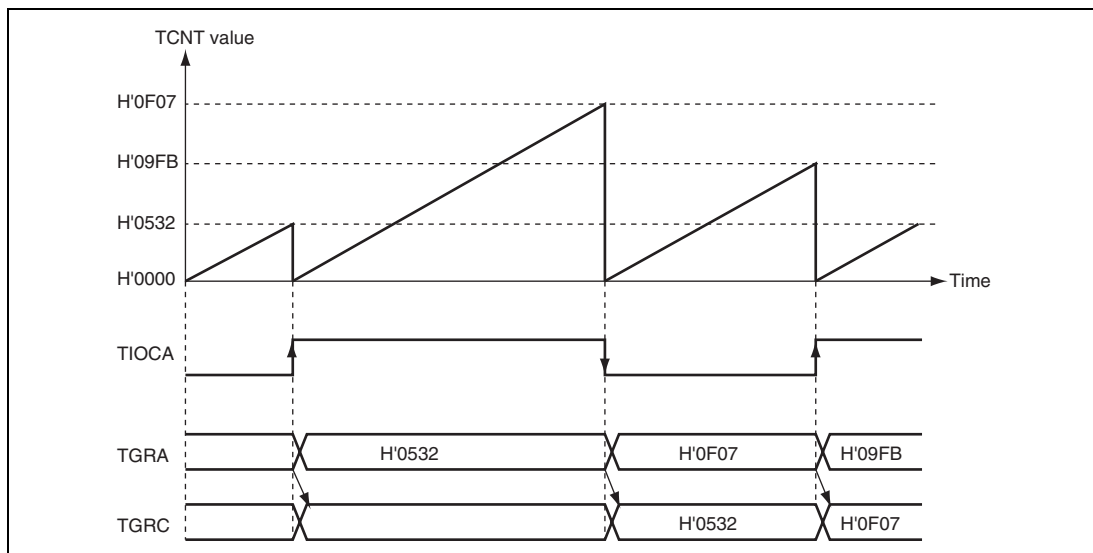 TCNT value
H'0F07
H'09FB
H'0532
H'0000
Time
TIOCA
TGRA
H'0532
H'0F07
H'09FB
TGRC
H'0532
H'0F07